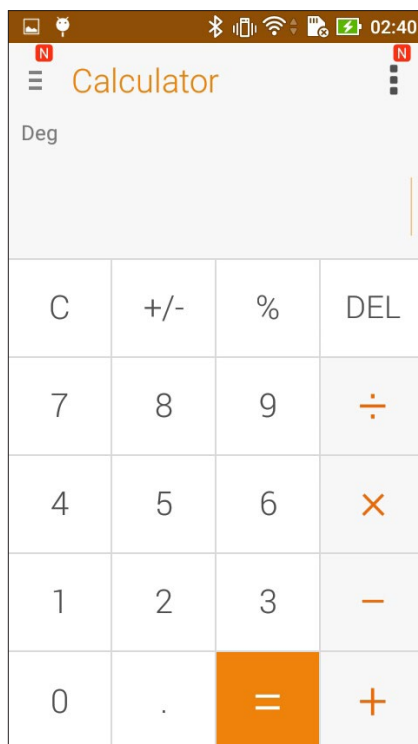 02:40
N N
Calculator
Deg
C +/- % DEL
7 8 9 ÷
4 5 6 ×
1 2 3 −
0 . = +